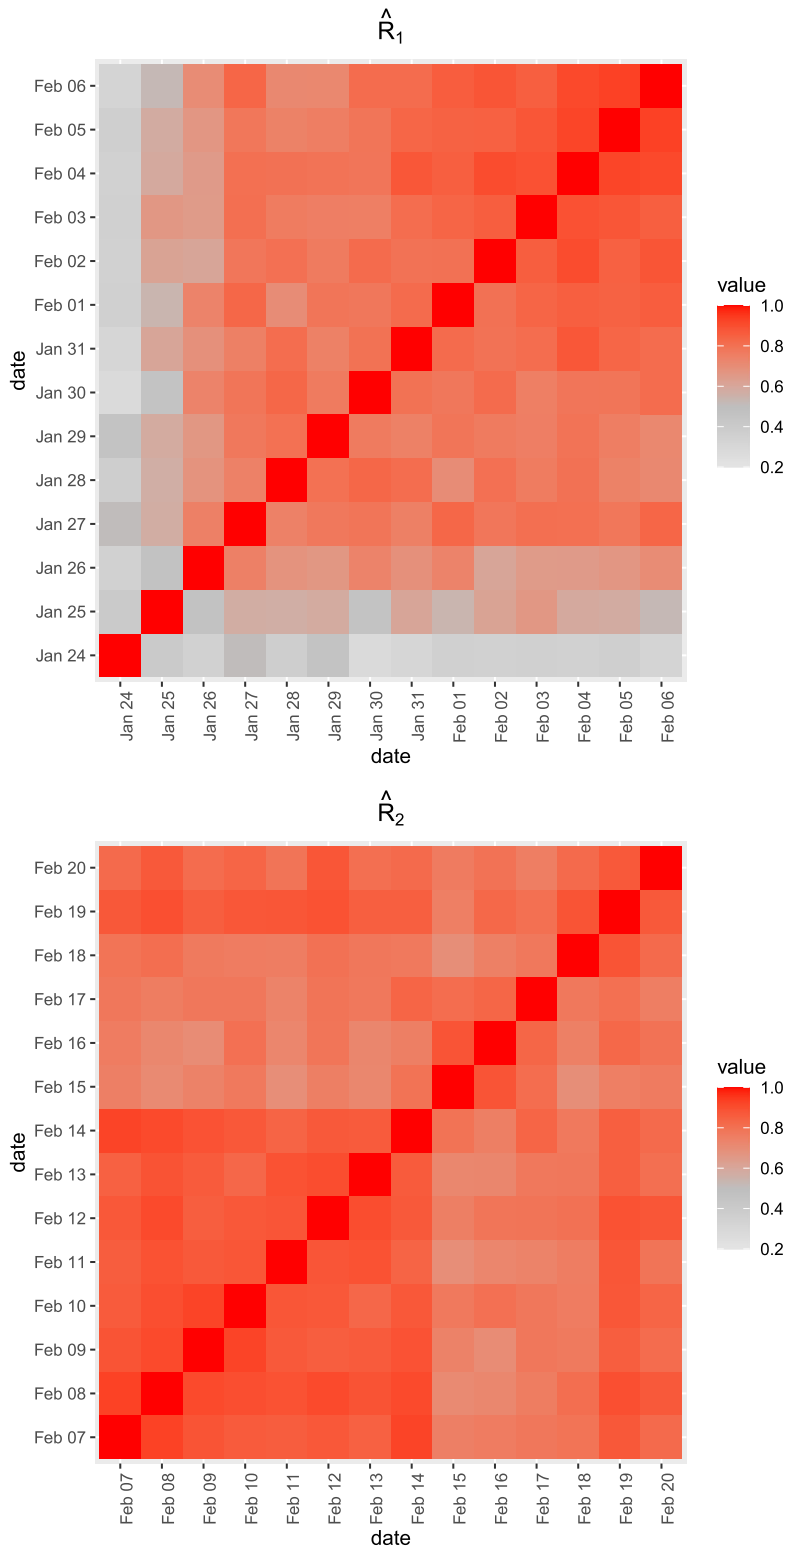 R̂₁
Feb 06
Feb 05
Feb 04
Feb 03
Feb 02
Feb 01
Jan 31
Jan 30
Jan 29
Jan 28
Jan 27
Jan 26
Jan 25
Jan 24
date
Jan 24
Jan 25
Jan 26
Jan 27
Jan 28
Jan 29
Jan 30
Jan 31
Feb 01
Feb 02
Feb 03
Feb 04
Feb 05
Feb 06
date
value
1.0
0.8
0.6
0.4
0.2
R̂₂
Feb 20
Feb 19
Feb 18
Feb 17
Feb 16
Feb 15
Feb 14
Feb 13
Feb 12
Feb 11
Feb 10
Feb 09
Feb 08
Feb 07
date
Feb 07
Feb 08
Feb 09
Feb 10
Feb 11
Feb 12
Feb 13
Feb 14
Feb 15
Feb 16
Feb 17
Feb 18
Feb 19
Feb 20
date
value
1.0
0.8
0.6
0.4
0.2